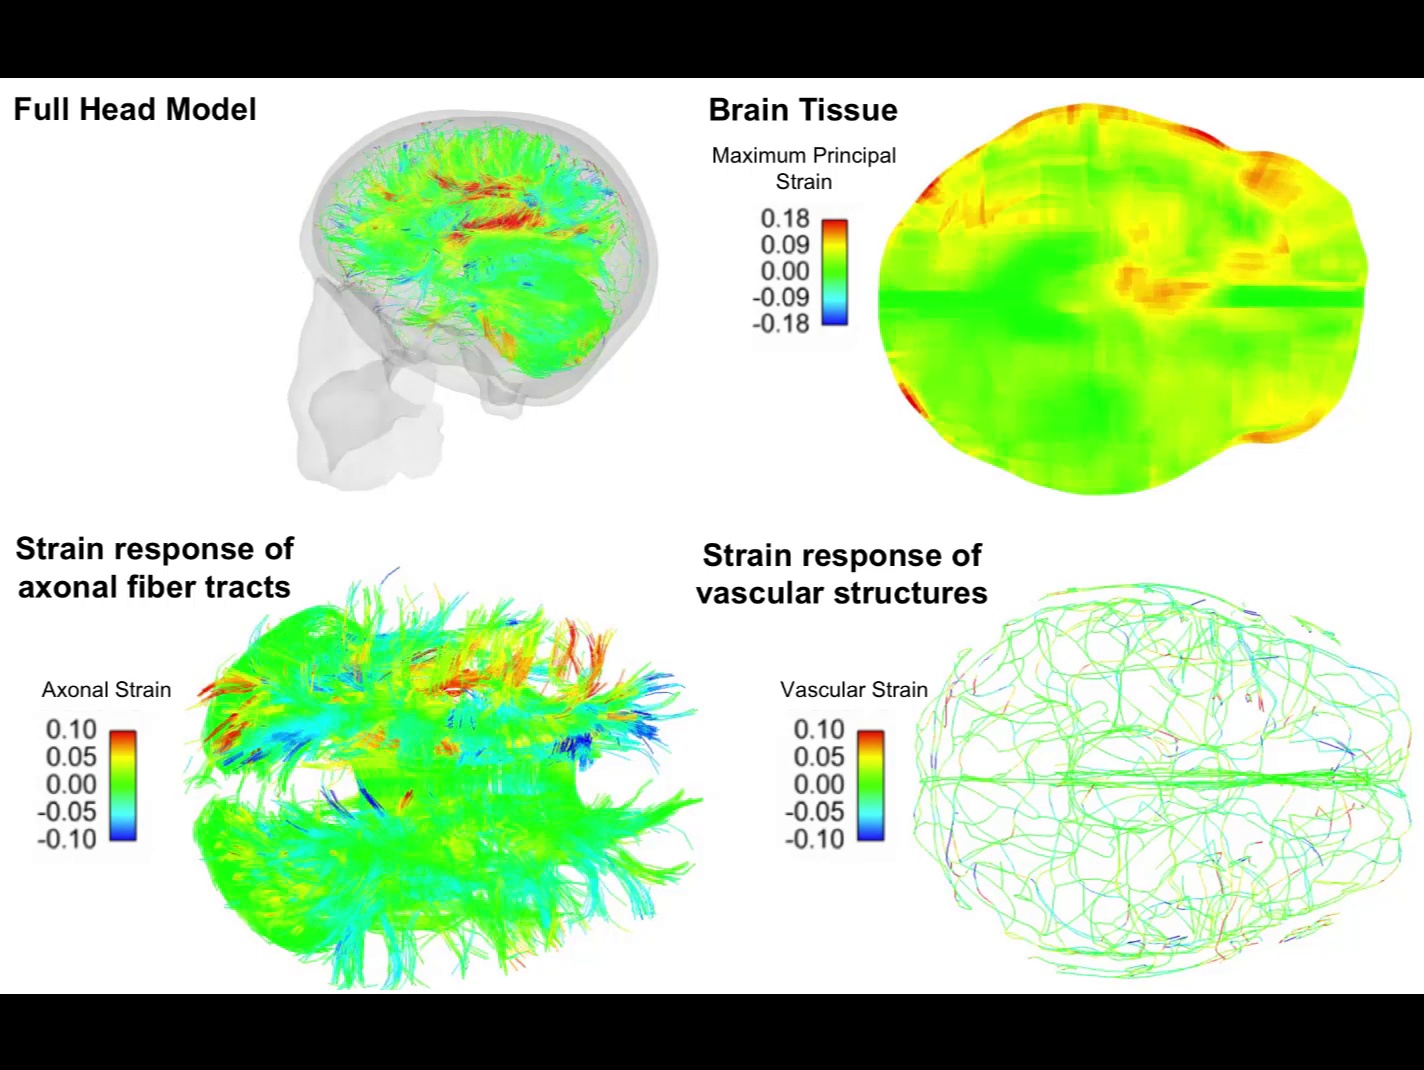 Full Head Model
Brain Tissue
Maximum Principal
Strain
0.18
0.09
0.00
-0.09
-0.18
Strain response of
axonal fiber tracts
Axonal Strain
0.10
0.05
0.00
-0.05
-0.10
Strain response of
vascular structures
Vascular Strain
0.10
0.05
0.00
-0.05
-0.10